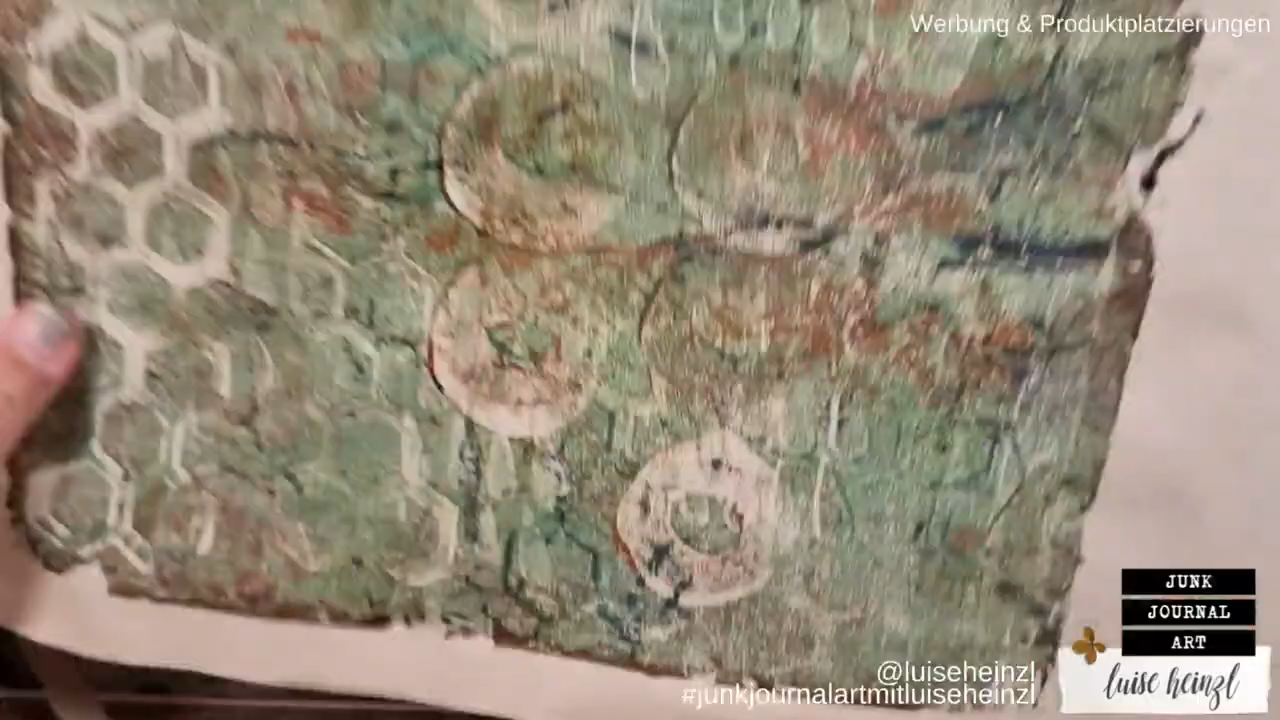 Werbung & Produktplatzierungen
@luiseheinzl
#junkjournalartmitluiseheinzl
JUNK
JOURNAL
ART
luise heinzl